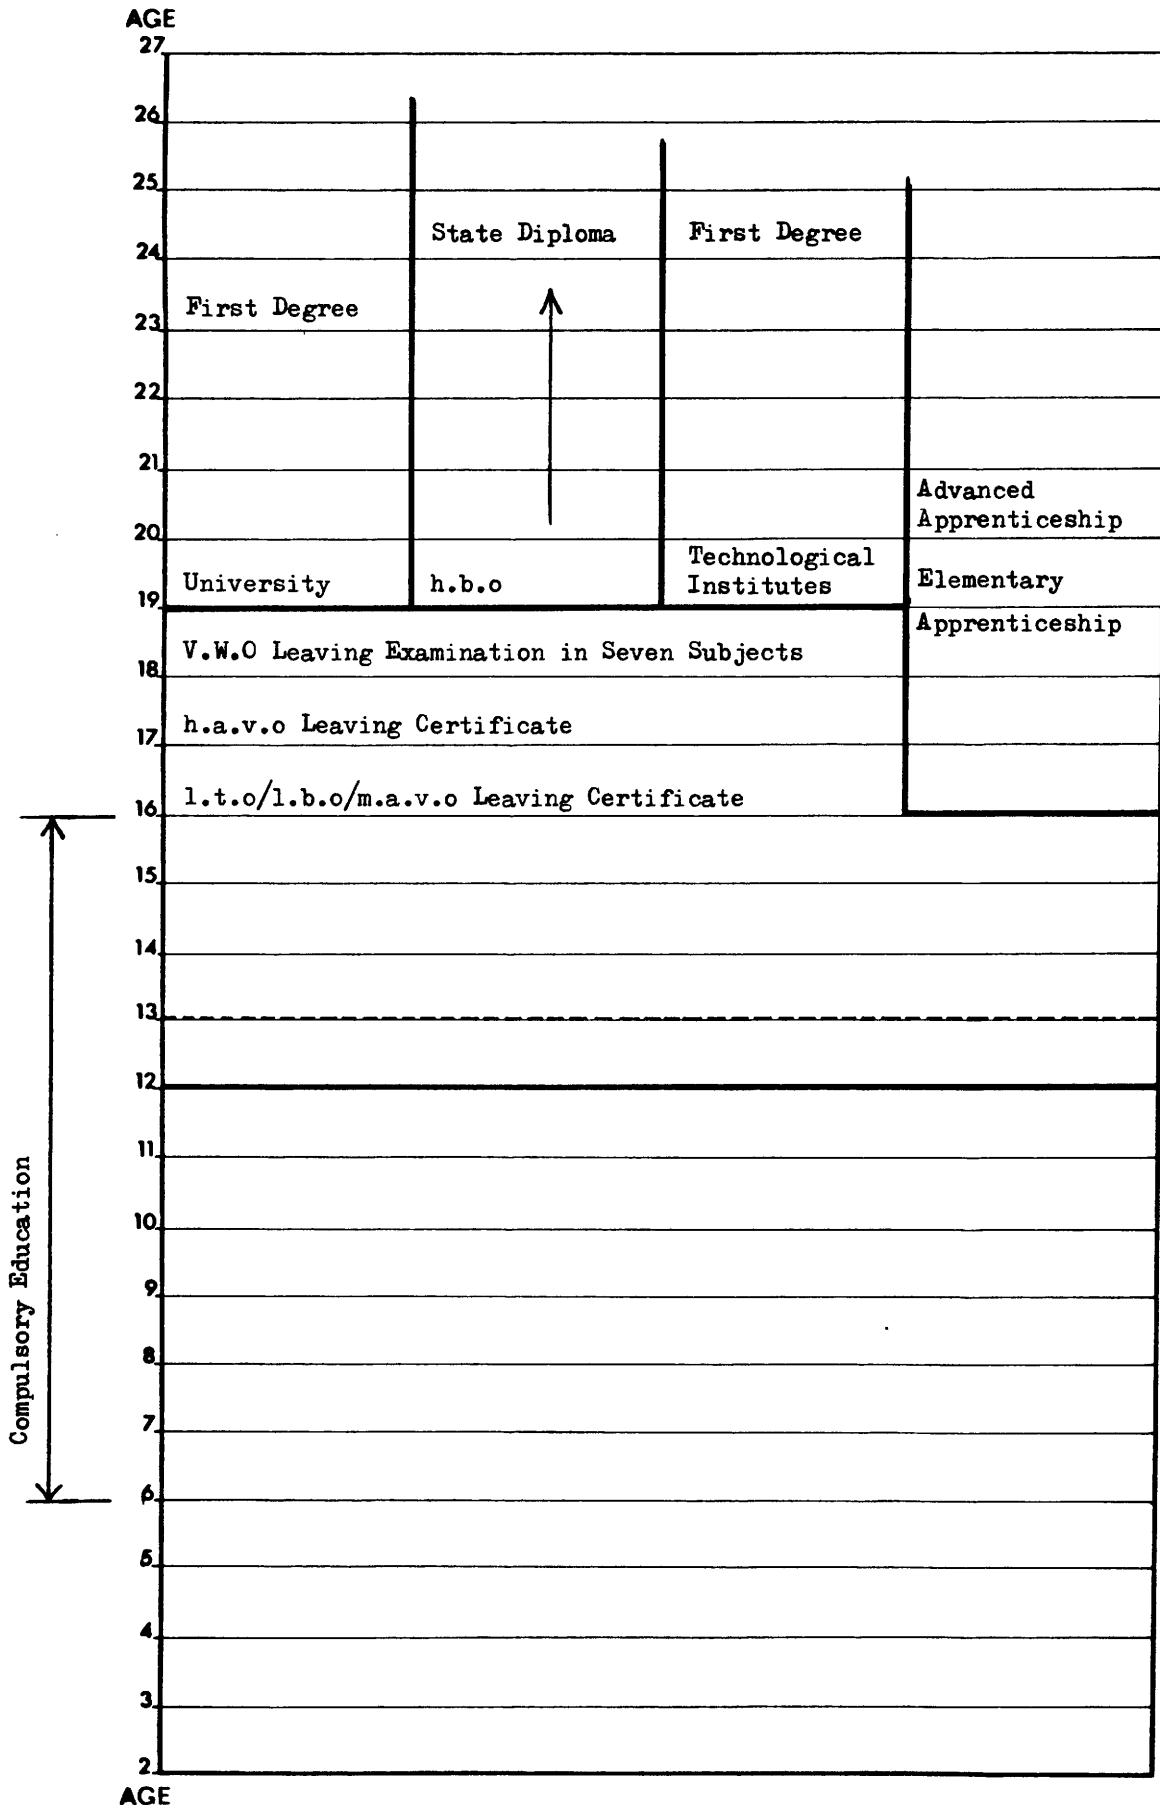 AGE
27
26
25
State Diploma
First Degree
24
First Degree
23
22
21
Advanced
Apprenticeship
20
Technological
Institutes
University
h.b.o
Elementary
19
Apprenticeship
V.W.O Leaving Examination in Seven Subjects
18
h.a.v.o Leaving Certificate
17
l.t.o/l.b.o/m.a.v.o Leaving Certificate
16
15
14
13
12
11
10
9
8
7
6
5
4
3
2
AGE
Compulsory Education